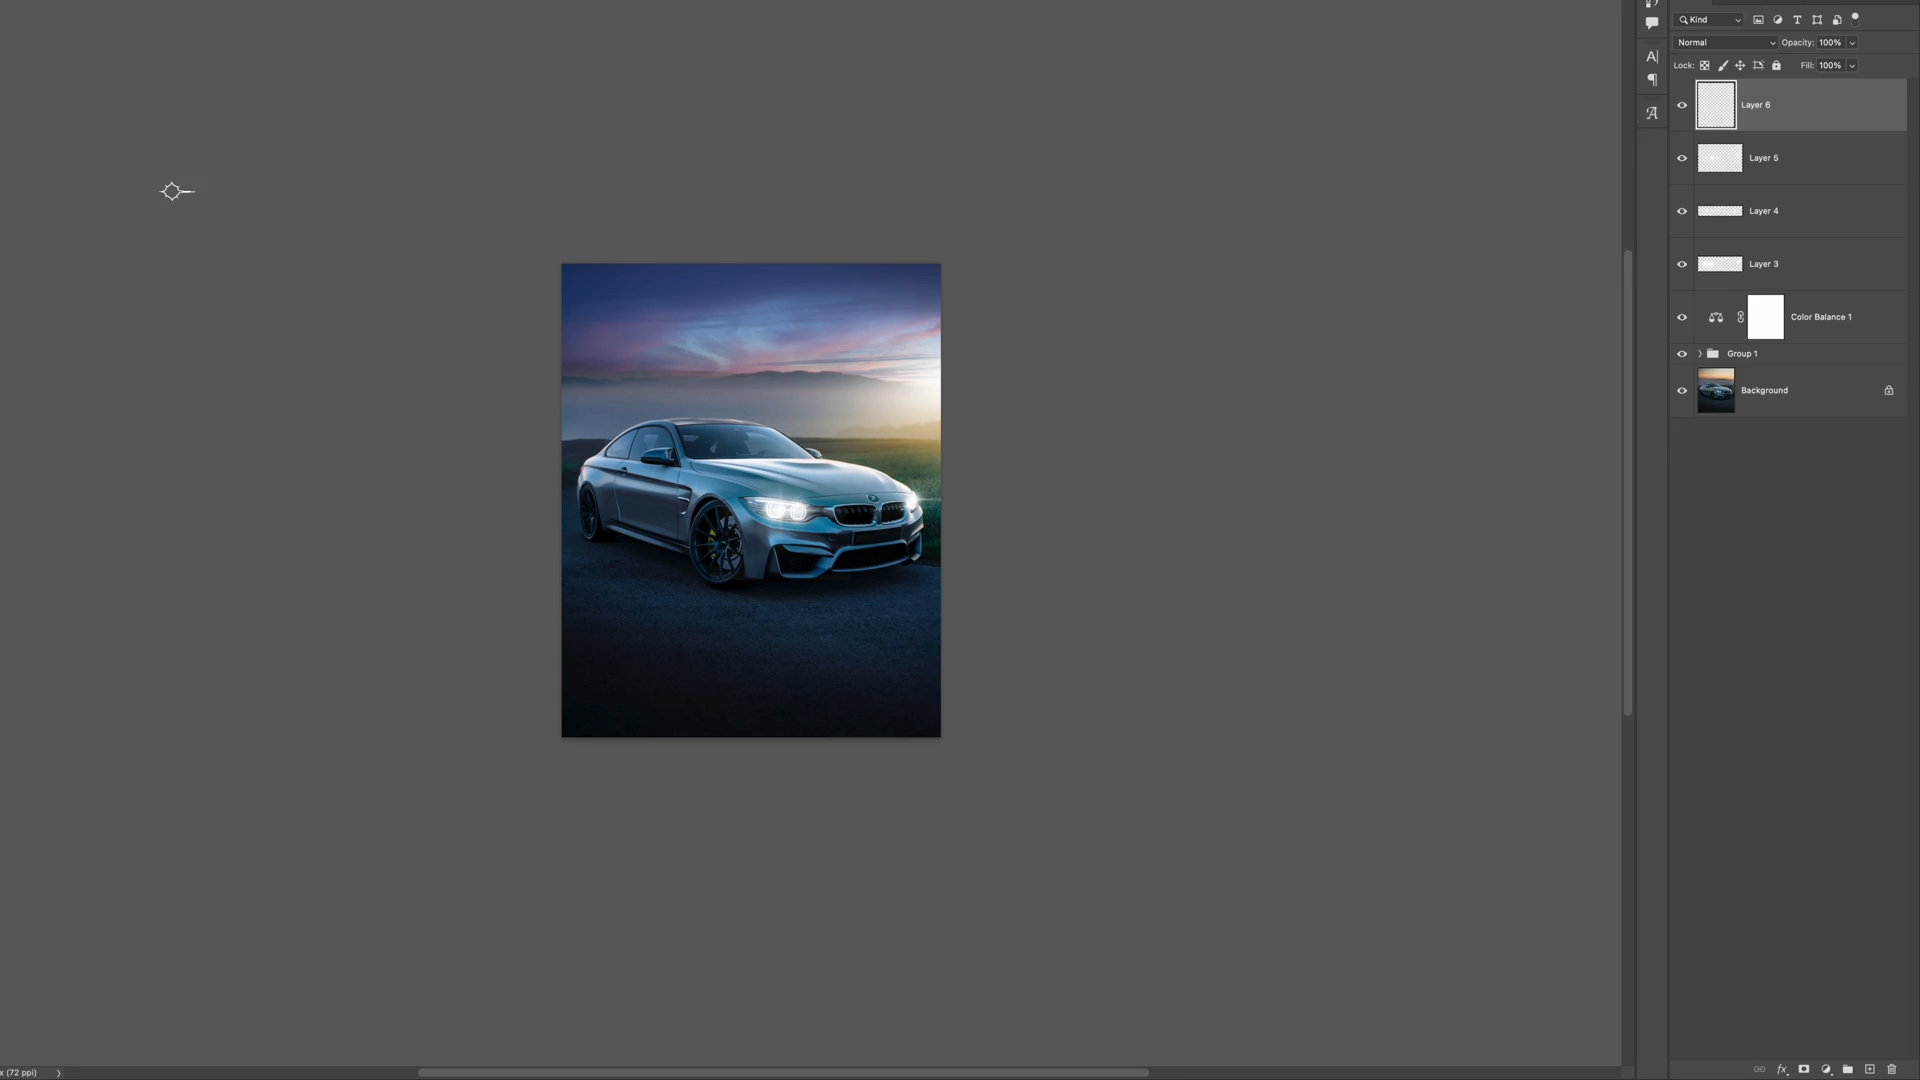 Kind
Normal Opacity: 100%
Lock: Fill: 100%
Layer 6
Layer 5
Layer 4
Layer 3
Color Balance 1
Group 1
Background
x (72 ppi)